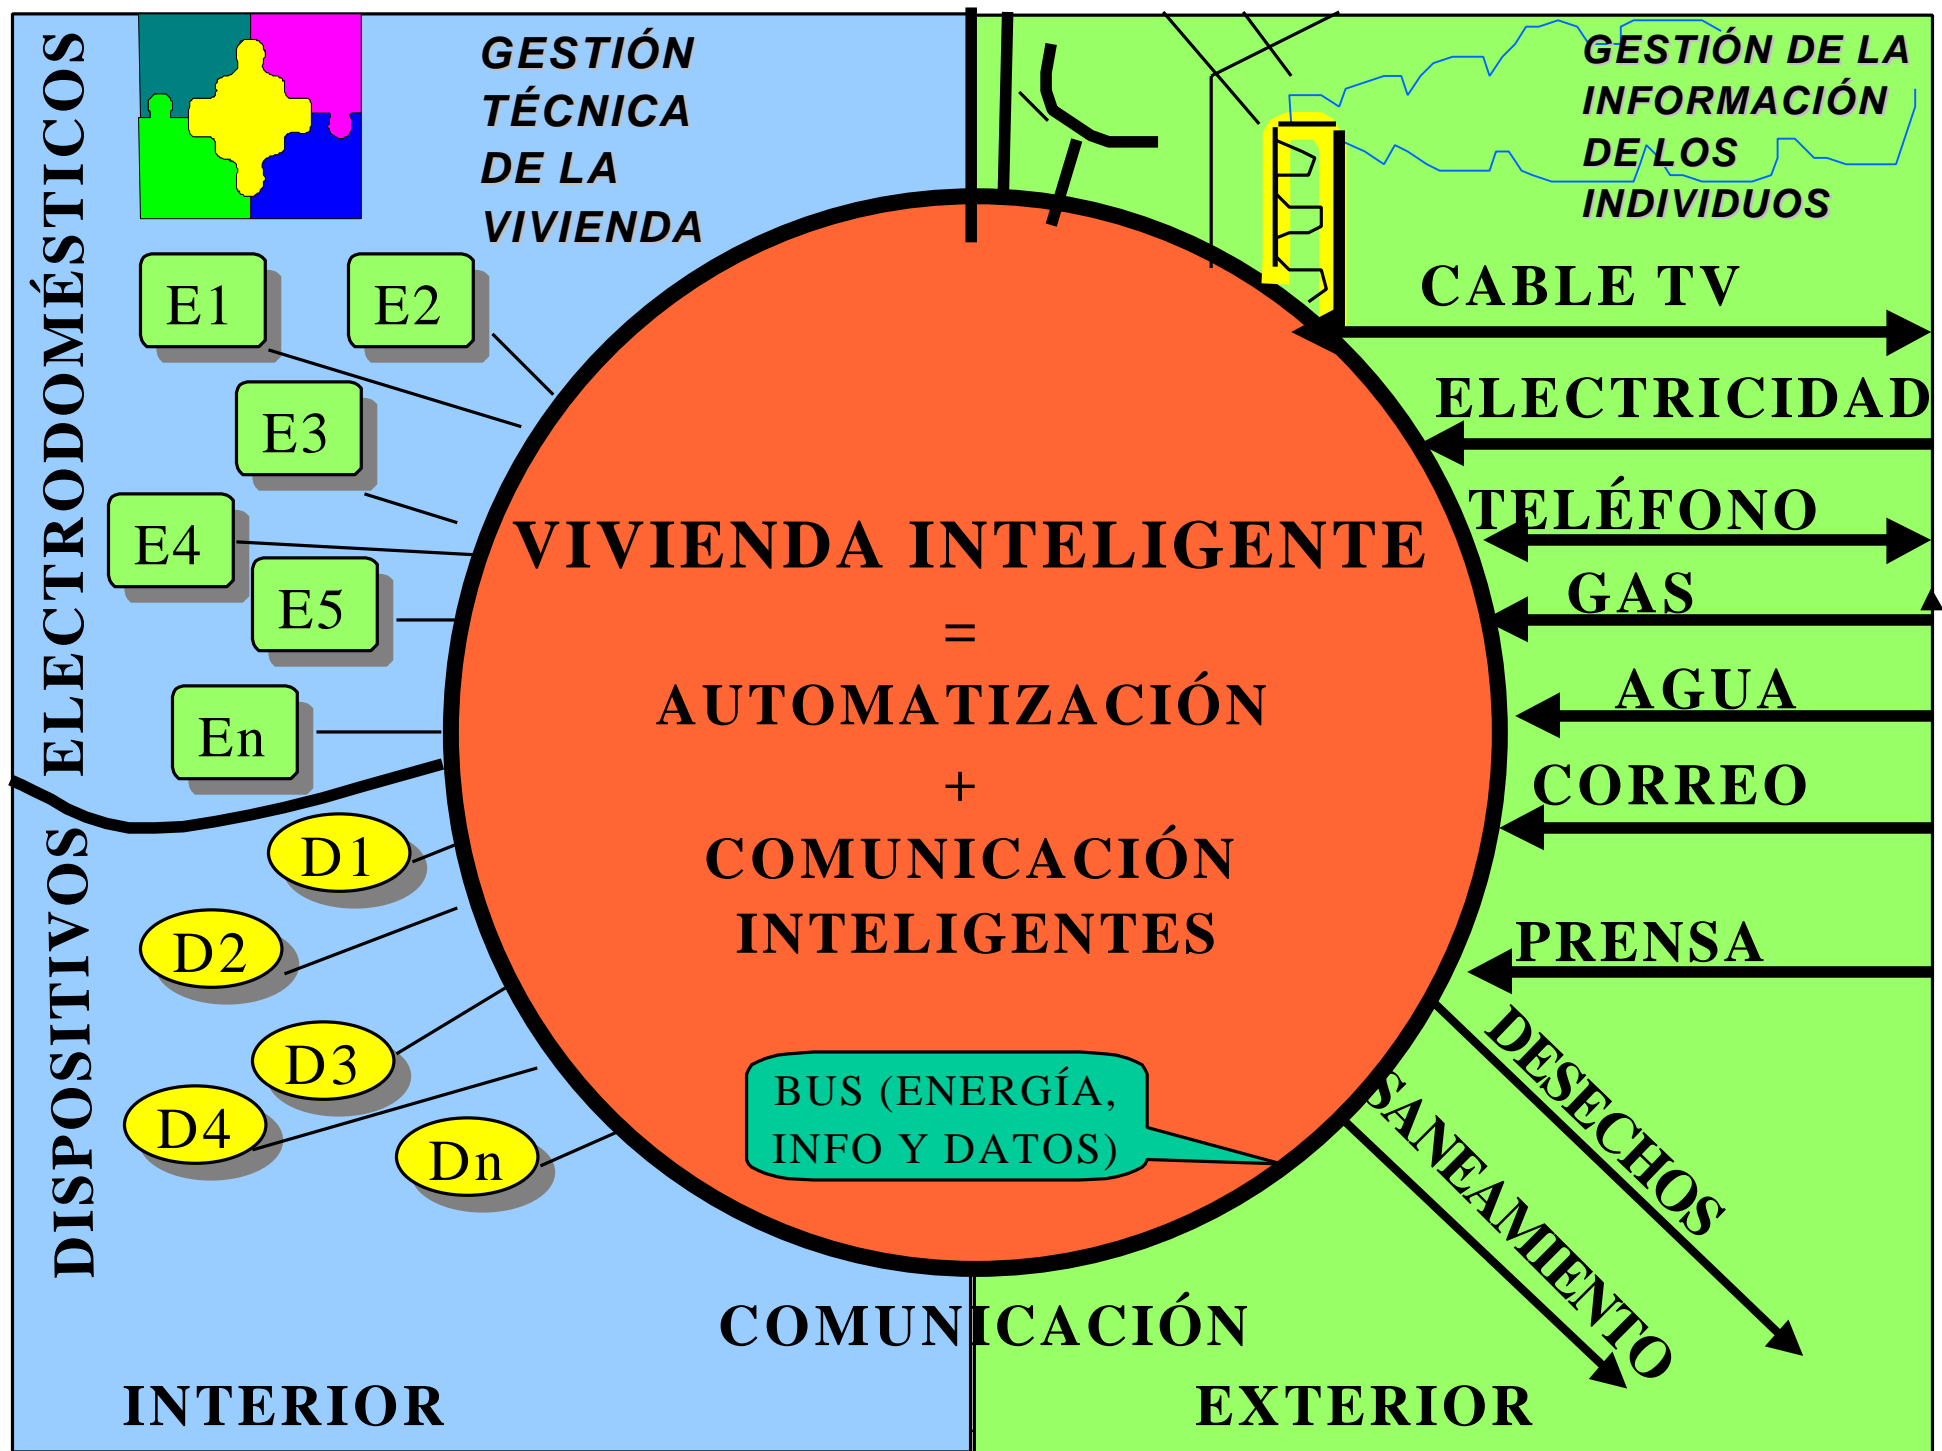 GESTIÓN
TÉCNICA
DE LA
VIVIENDA
GESTIÓN DE LA
INFORMACIÓN
DE LOS
INDIVIDUOS
ELECTRODOMÉSTICOS
E1
E2
E3
E4
E5
En
DISPOSITIVOS
D1
D2
D3
D4
Dn
VIVIENDA INTELIGENTE
=
AUTOMATIZACIÓN
+
COMUNICACIÓN
INTELIGENTES
BUS (ENERGÍA,
INFO Y DATOS)
CABLE TV
ELECTRICIDAD
TELÉFONO
GAS
AGUA
CORREO
PRENSA
DESECHOS
SANEAMIENTO
COMUNICACIÓN
INTERIOR
EXTERIOR